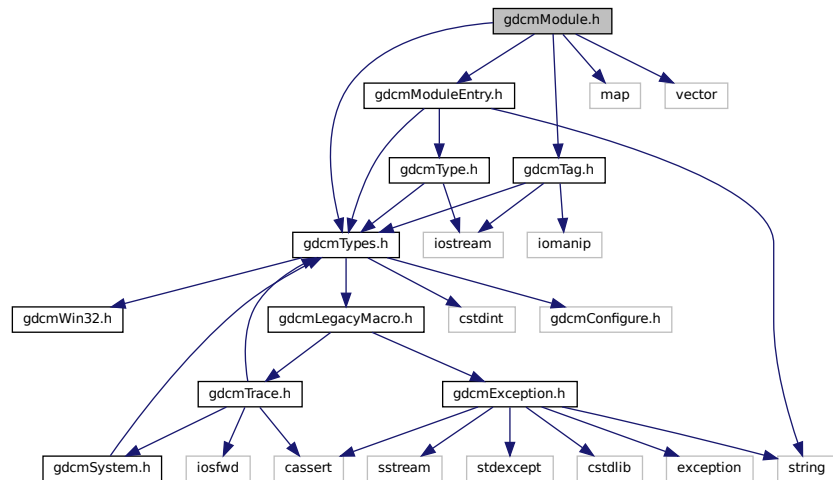 gdcmModule.h
gdcmModuleEntry.h
map
vector
gdcmType.h
gdcmTag.h
gdcmTypes.h
iostream
iomanip
gdcmWin32.h
gdcmLegacyMacro.h
cstdint
gdcmConfigure.h
gdcmTrace.h
gdcmException.h
gdcmSystem.h
iosfwd
cassert
sstream
stdexcept
cstdlib
exception
string